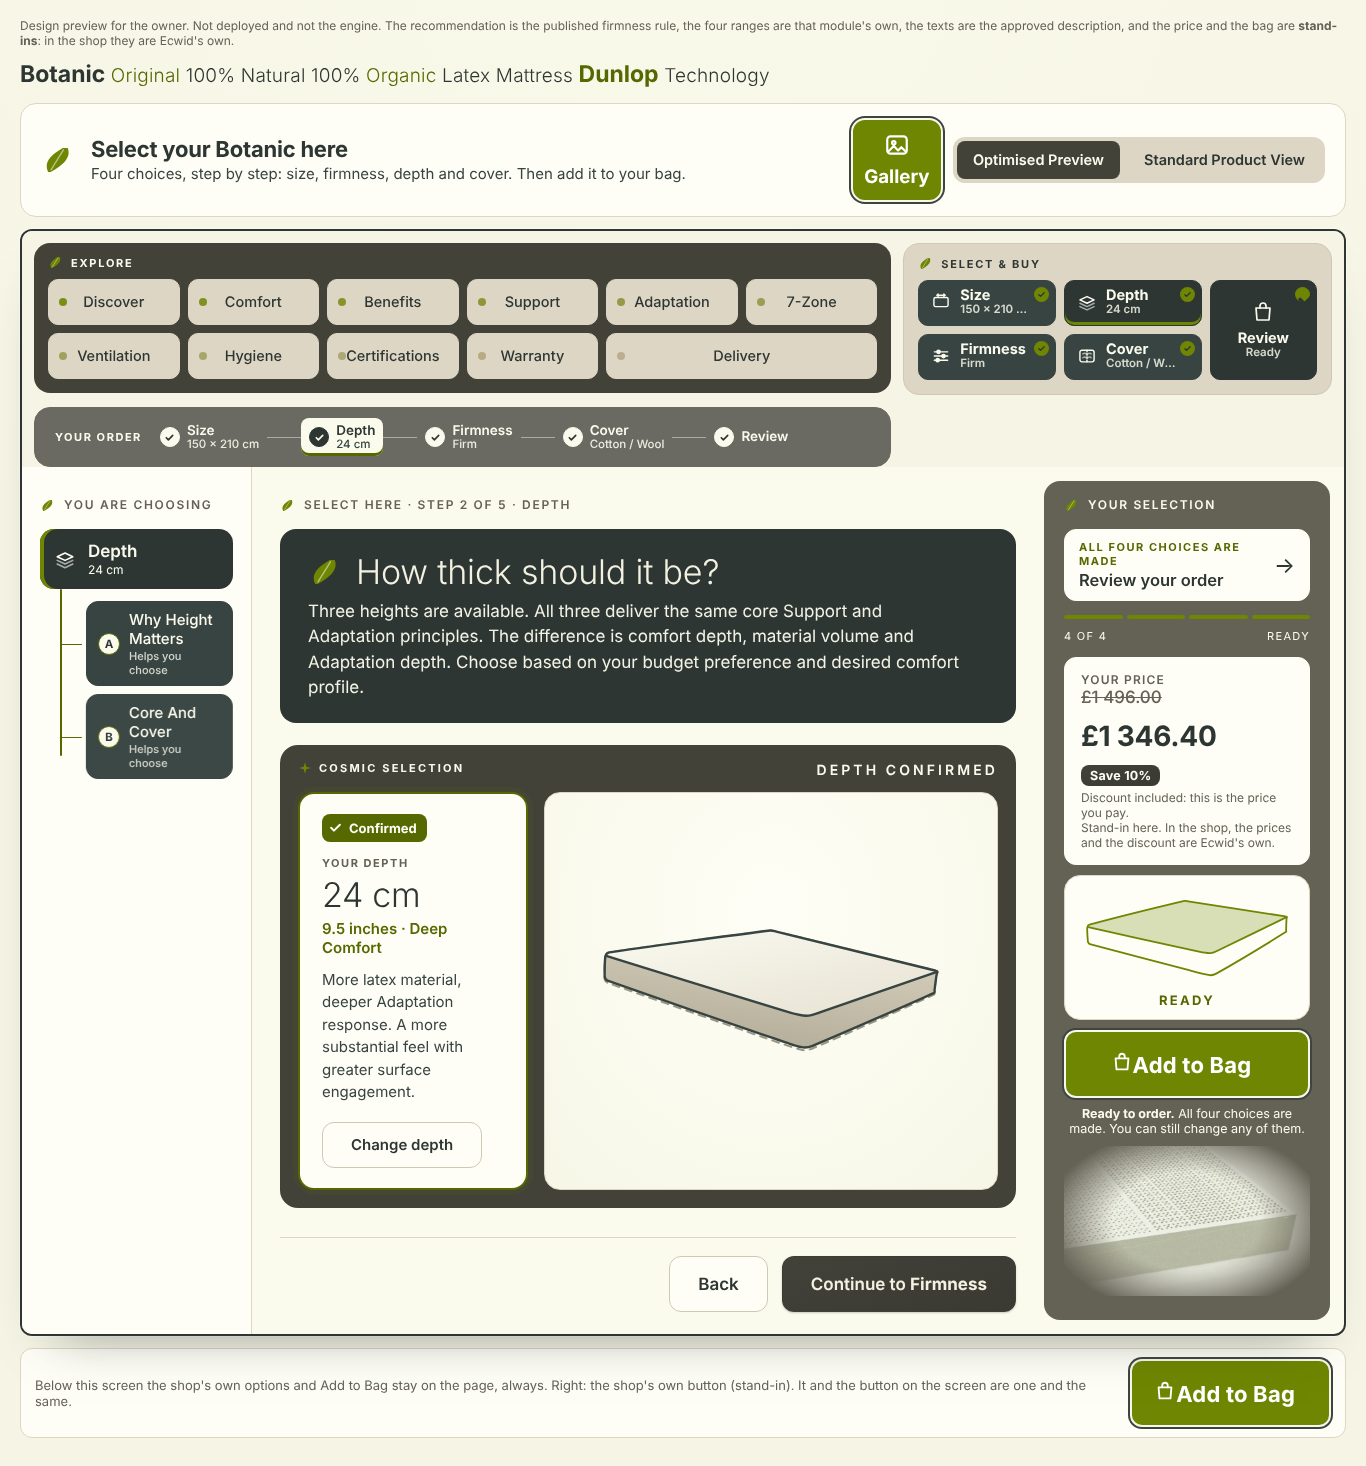 Design preview for the owner. Not deployed and not the engine. The recommendation is the published firmness rule, the four ranges are that module's own, the texts are the approved description, and the price and the bag are stand-
ins: in the shop they are Ecwid's own.
Botanic Original 100% Natural 100% Organic Latex Mattress Dunlop Technology
Select your Botanic here
Four choices, step by step: size, firmness, depth and cover. Then add it to your bag.
Gallery
Optimised Preview
Standard Product View
EXPLORE
Discover
Comfort
Benefits
Support
Adaptation
7-Zone
Ventilation
Hygiene
Certifications
Warranty
Delivery
SELECT & BUY
Size
150 × 210 ...
Depth
24 cm
Firmness
Firm
Cover
Cotton / W...
Review
Ready
YOUR ORDER
Size
150 × 210 cm
Depth
24 cm
Firmness
Firm
Cover
Cotton / Wool
Review
YOU ARE CHOOSING
Depth
24 cm
A
Why Height
Matters
Helps you
choose
B
Core And
Cover
Helps you
choose
SELECT HERE · STEP 2 OF 5 · DEPTH
How thick should it be?
Three heights are available. All three deliver the same core Support and
Adaptation principles. The difference is comfort depth, material volume and
Adaptation depth. Choose based on your budget preference and desired comfort
profile.
COSMIC SELECTION
DEPTH CONFIRMED
Confirmed
YOUR DEPTH
24 cm
9.5 inches · Deep
Comfort
More latex material,
deeper Adaptation
response. A more
substantial feel with
greater surface
engagement.
Change depth
Back
Continue to Firmness
YOUR SELECTION
ALL FOUR CHOICES ARE
MADE
Review your order
4 OF 4
READY
YOUR PRICE
£1 496.00
£1 346.40
Save 10%
Discount included: this is the price
you pay.
Stand-in here. In the shop, the prices
and the discount are Ecwid's own.
READY
Add to Bag
Ready to order. All four choices are
made. You can still change any of them.
Below this screen the shop's own options and Add to Bag stay on the page, always. Right: the shop's own button (stand-in). It and the button on the screen are one and the
same.
Add to Bag